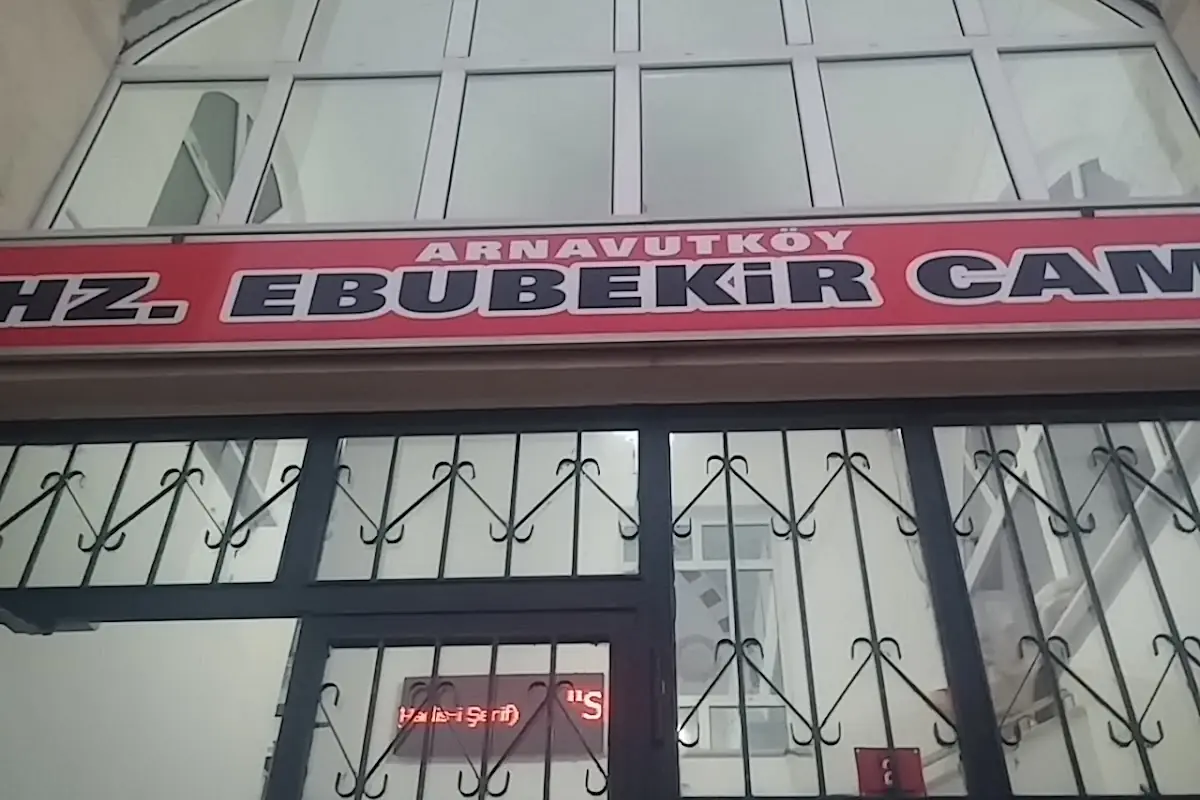 ARNAVUTKÖY
HZ. EBUBEKİR CAM
Hadis-i Şerif) "S